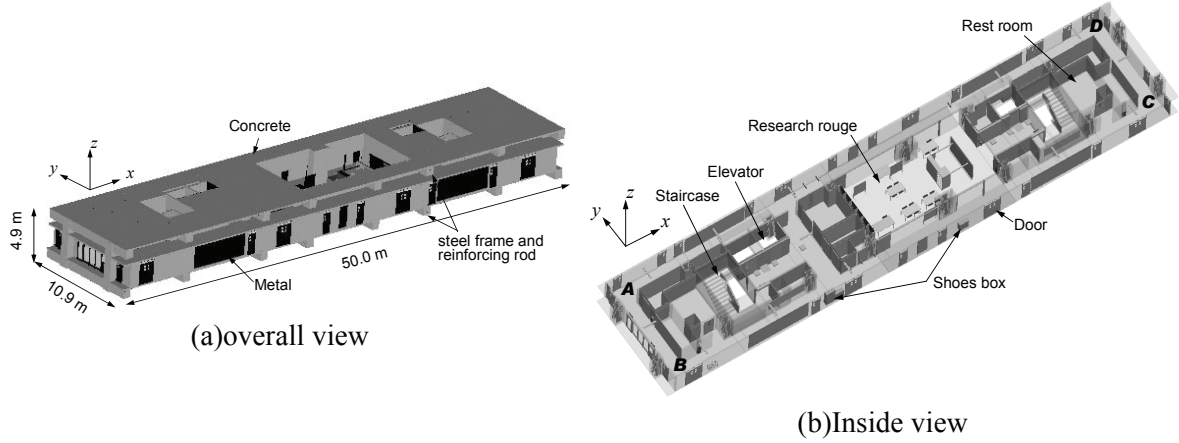 Concrete
z
y
x
4.9 m
10.9 m
50.0 m
Metal
steel frame and
reinforcing rod
(a)overall view
Rest room
D
C
Research rouge
Elevator
Staircase
z
y
x
Door
Shoes box
A
B
(b)Inside view